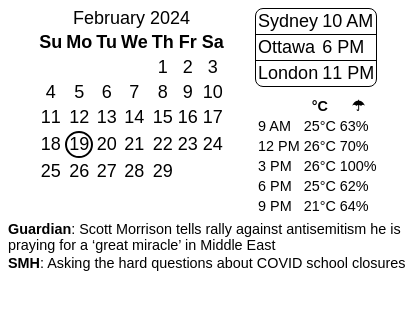 February 2024
Su Mo Tu We Th Fr Sa
1 2 3
4 5 6 7 8 9 10
11 12 13 14 15 16 17
18 19 20 21 22 23 24
25 26 27 28 29
Sydney 10 AM
Ottawa 6 PM
London 11 PM
°C ☂
9 AM 25°C 63%
12 PM 26°C 70%
3 PM 26°C 100%
6 PM 25°C 62%
9 PM 21°C 64%
Guardian: Scott Morrison tells rally against antisemitism he is
praying for a ‘great miracle’ in Middle East
SMH: Asking the hard questions about COVID school closures